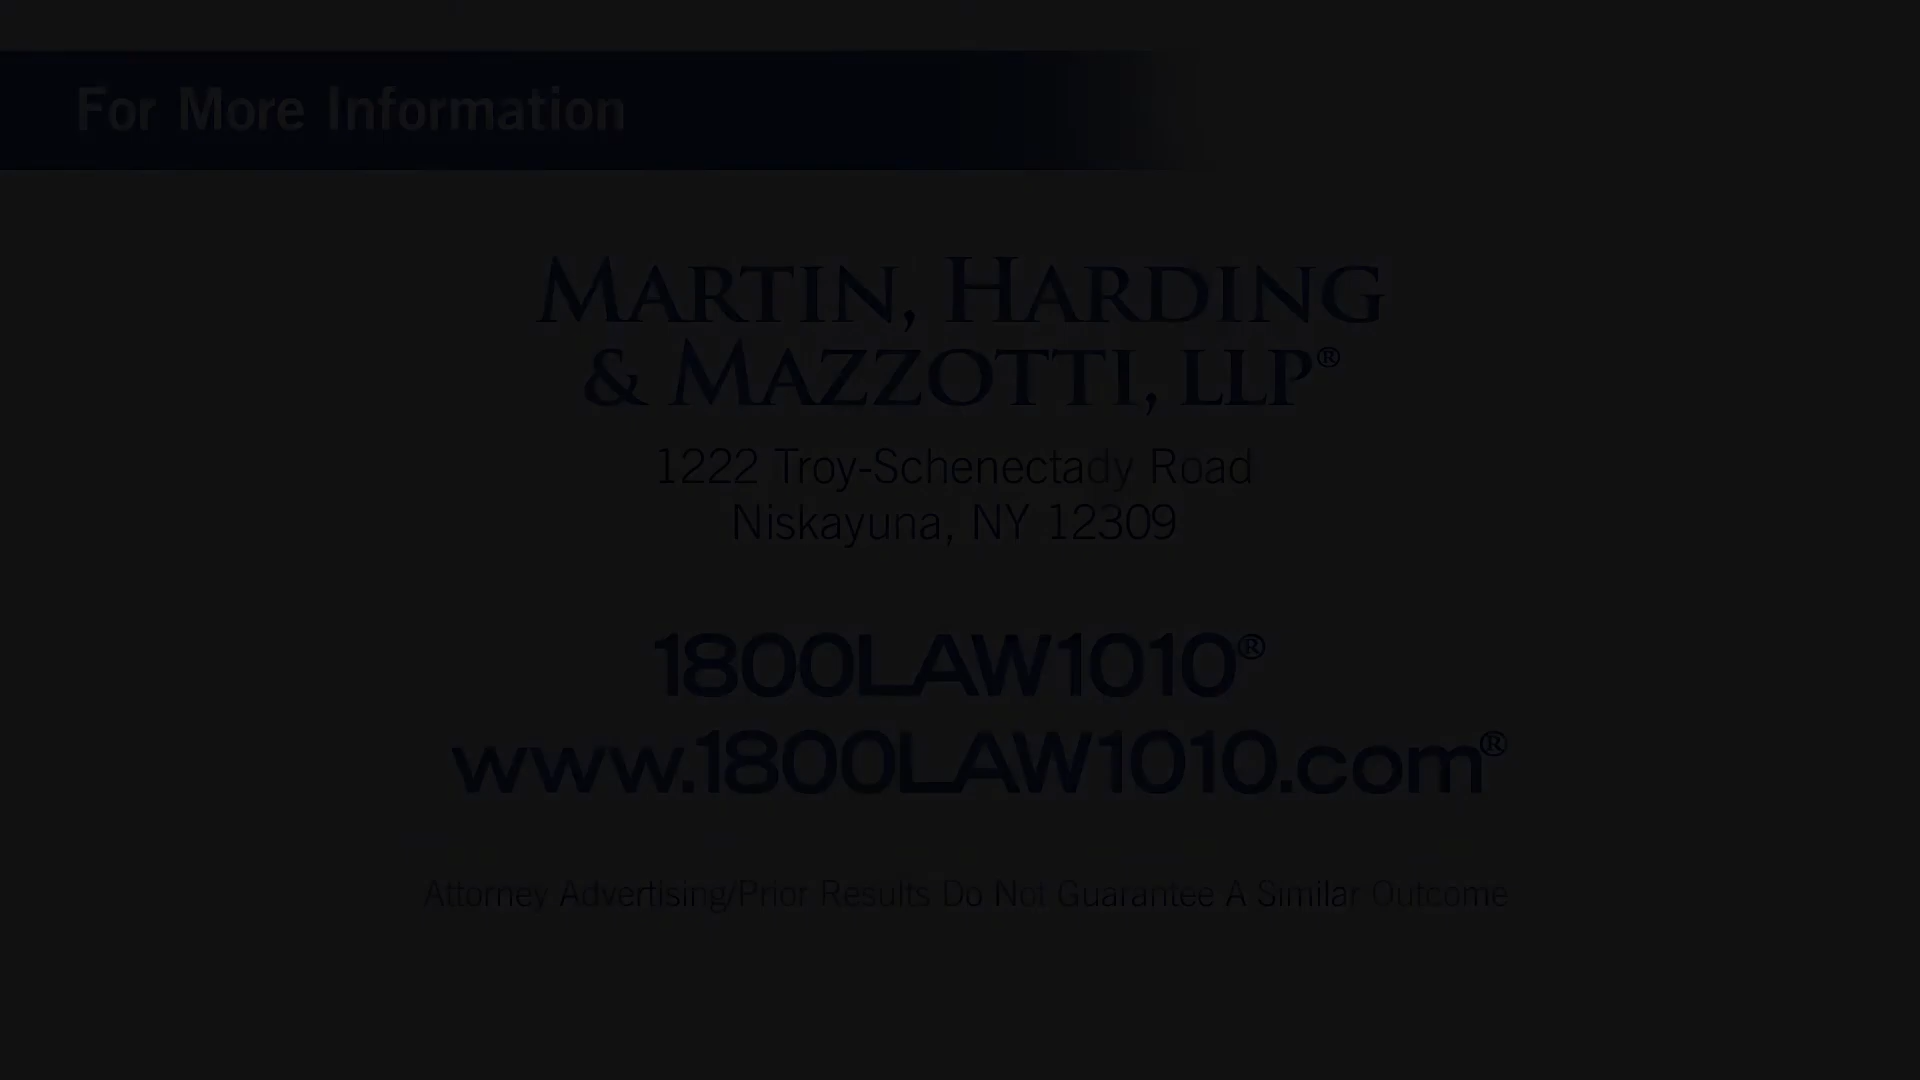 For More Information
MARTIN, HARDING
& MAZZOTTI, LLP®
1222 Troy-Schenectady Road
Niskayuna, NY 12309
1800LAW1010®
www.1800LAW1010.com®
Attorney Advertising/Prior Results Do Not Guarantee A Similar Outcome